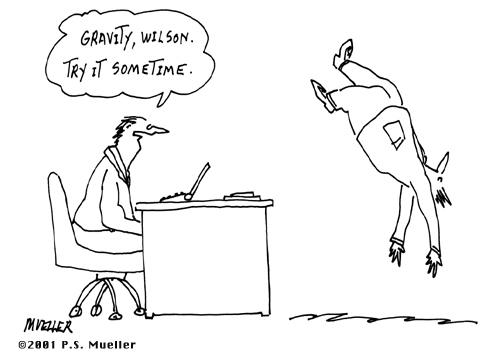 GRAVITY, WILSON.
TRY IT SOMETIME.
MUELLER
©2001 P.S. Mueller